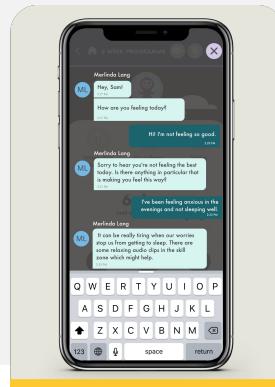 6 WEEK PROGRAMME
Merlinda Lang
Hey, Sam!
ML
How are you feeling today?
Hi! I'm not feeling so good.
Merlinda Lang
Sorry to hear you're not feeling the best
today. Is there anything in particular that
is making you feel this way?
ML
I've been feeling anxious in the
evenings and not sleeping well.
Merlinda Lang
It can be really tiring when our worries
stop us from getting to sleep. There are
some relaxing audio clips in the skill
zone which might help.
ML
Q W E R T Y U I O P
A S D F G H J K L
Z X C V B N M
123 space return